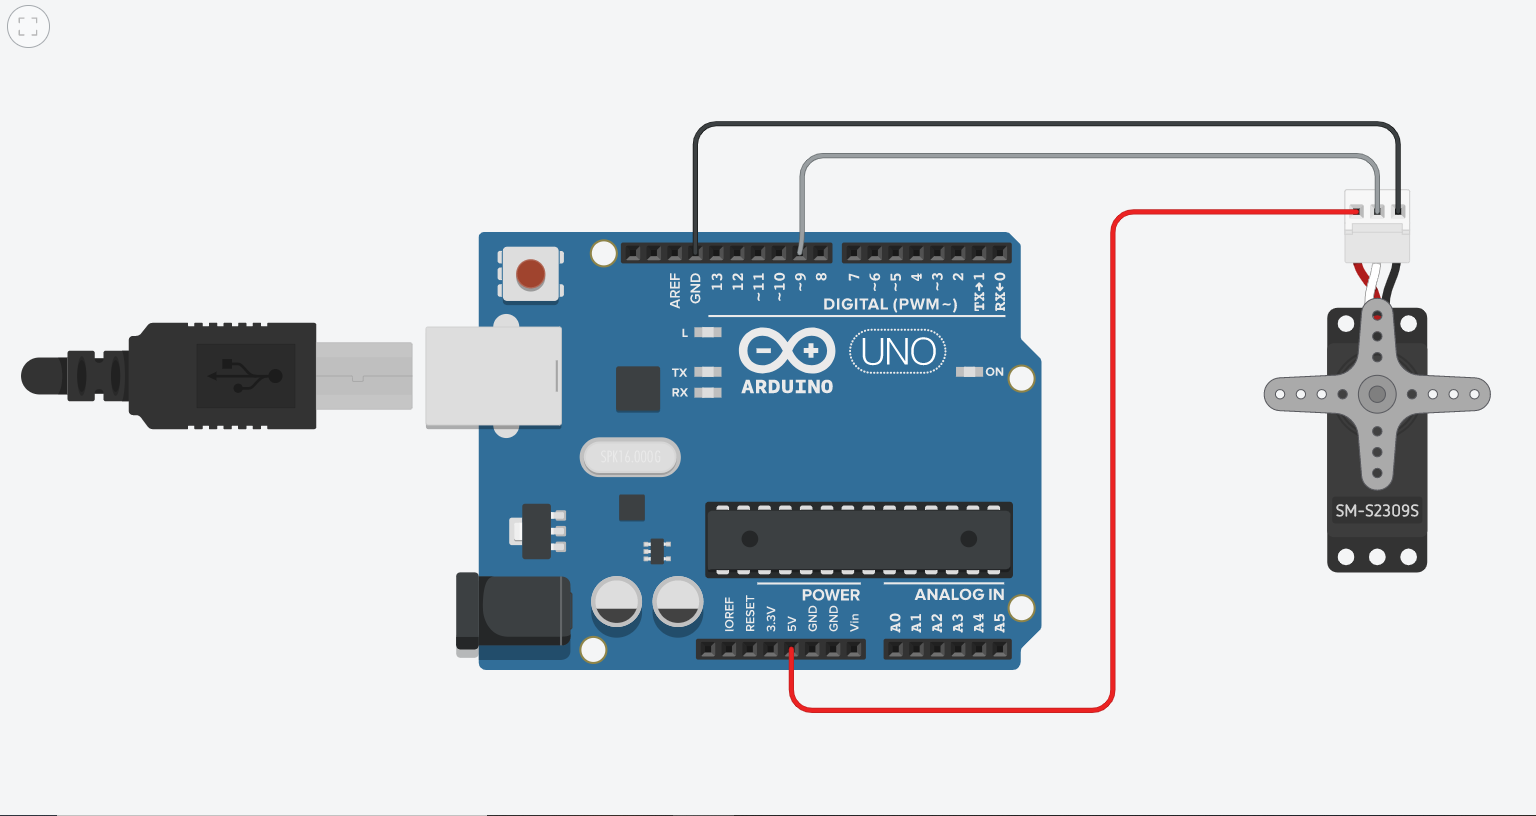 AREF
GND
13
12
~11
~10
~9
8
7
~6
~5
4
~3
2
TX→1
RX←0
DIGITAL (PWM~)
L
TX
RX
ARDUINO
UNO
ON
SPK16.000G
SM-S2309S
POWER
ANALOG IN
IOREF
RESET
3.3V
5V
GND
GND
Vin
A0
A1
A2
A3
A4
A5